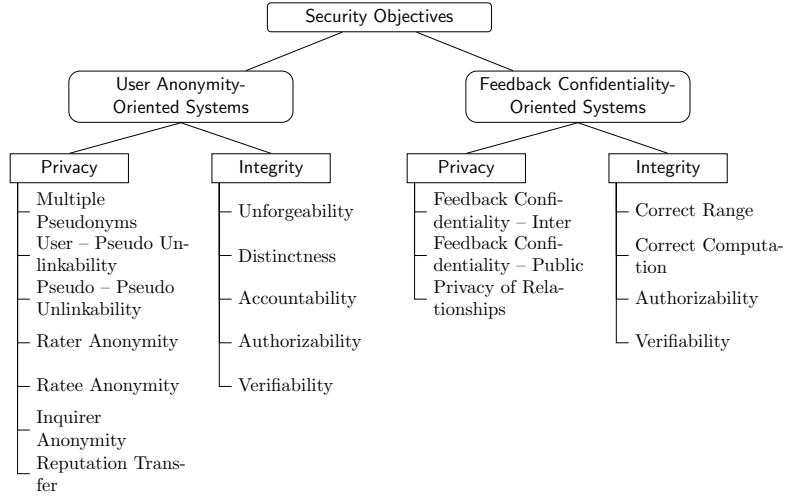 Security Objectives
User Anonymity-
Oriented Systems
Feedback Confidentiality-
Oriented Systems
Privacy
Multiple
Pseudonyms
User – Pseudo Un-
linkability
Pseudo – Pseudo
Unlinkability
Rater Anonymity
Ratee Anonymity
Inquirer
Anonymity
Reputation Trans-
fer
Integrity
Unforgeability
Distinctness
Accountability
Authorizability
Verifiability
Privacy
Feedback Confi-
dentiality – Inter
Feedback Confi-
dentiality – Public
Privacy of Rela-
tionships
Integrity
Correct Range
Correct Computa-
tion
Authorizability
Verifiability